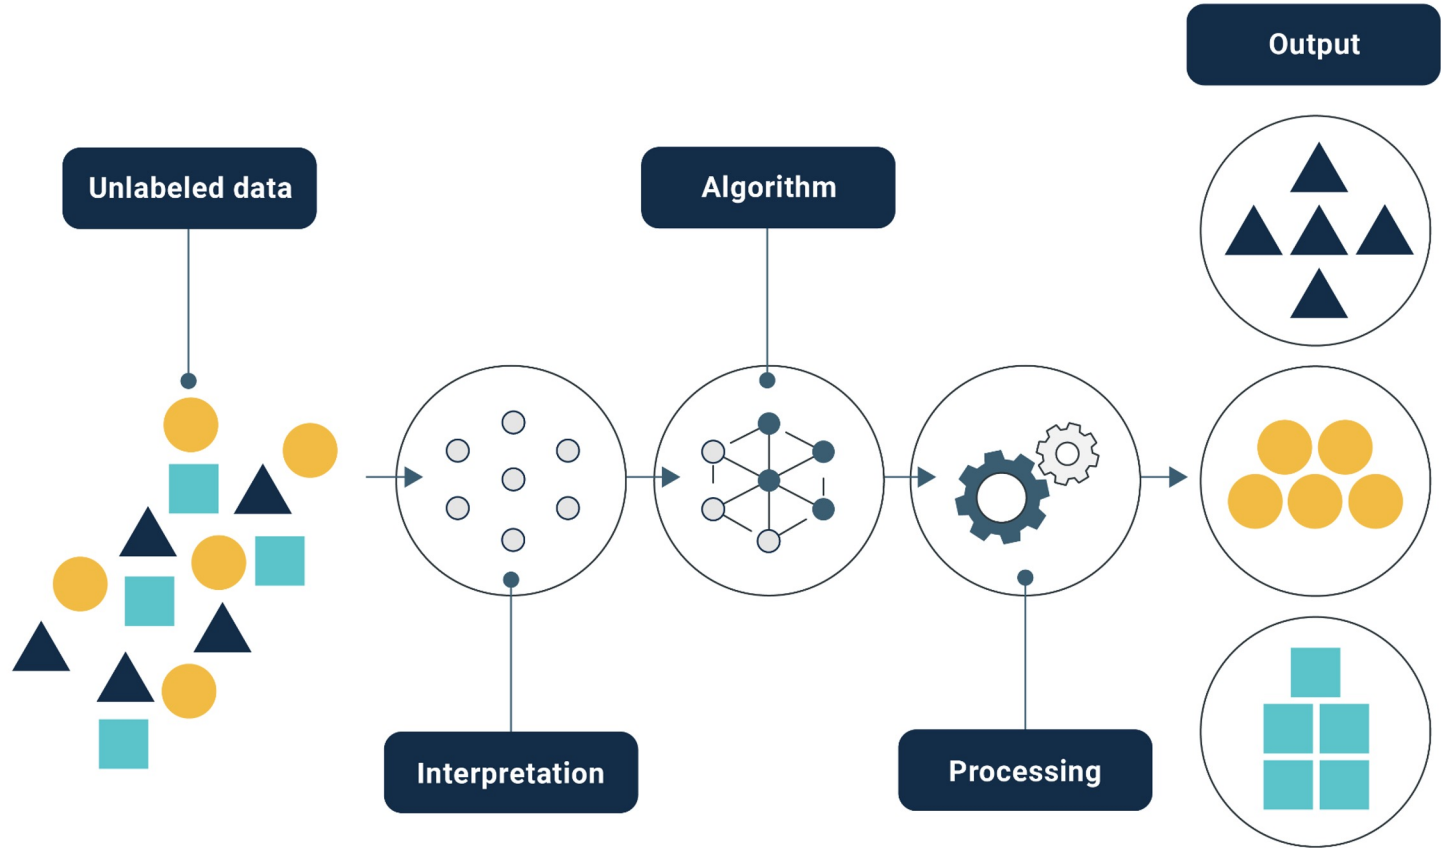 Unlabeled data
Interpretation
Algorithm
Processing
Output